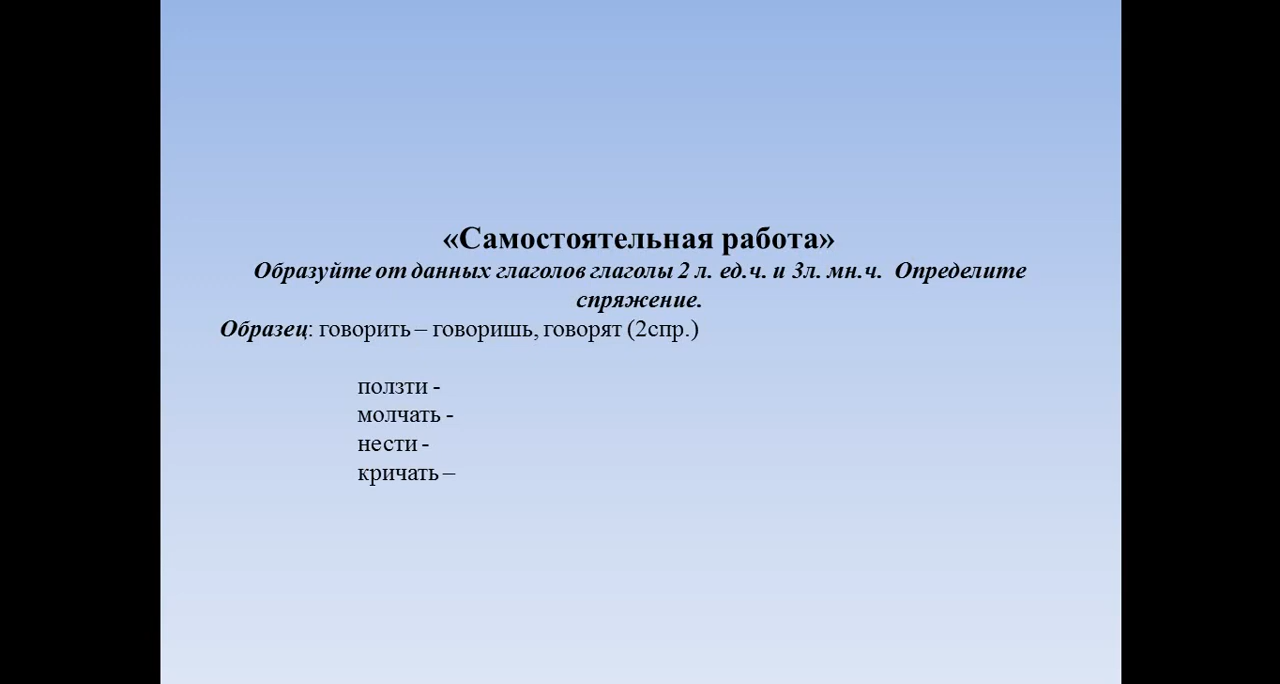 «Самостоятельная работа»
Образуйте от данных глаголов глаголы 2 л. ед.ч. и 3л. мн.ч.  Определите
спряжение.
Образец: говорить – говоришь, говорят (2спр.)
ползти -
молчать -
нести -
кричать –